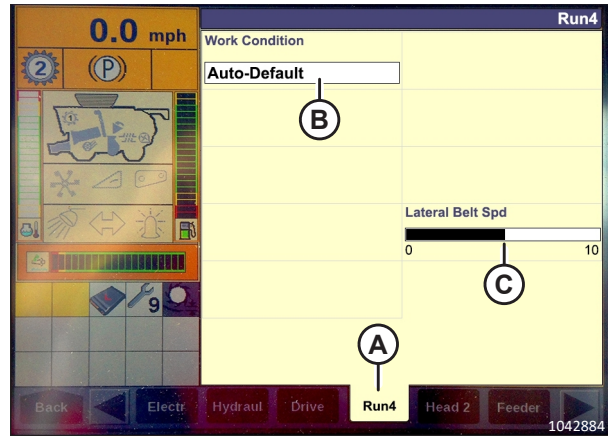 0.0 mph
Run4
Work Condition
Auto-Default
2
P
B
Lateral Belt Spd
0
10
C
9
A
Back
Electr
Hydraul
Drive
Run4
Head 2
Feeder
1042884